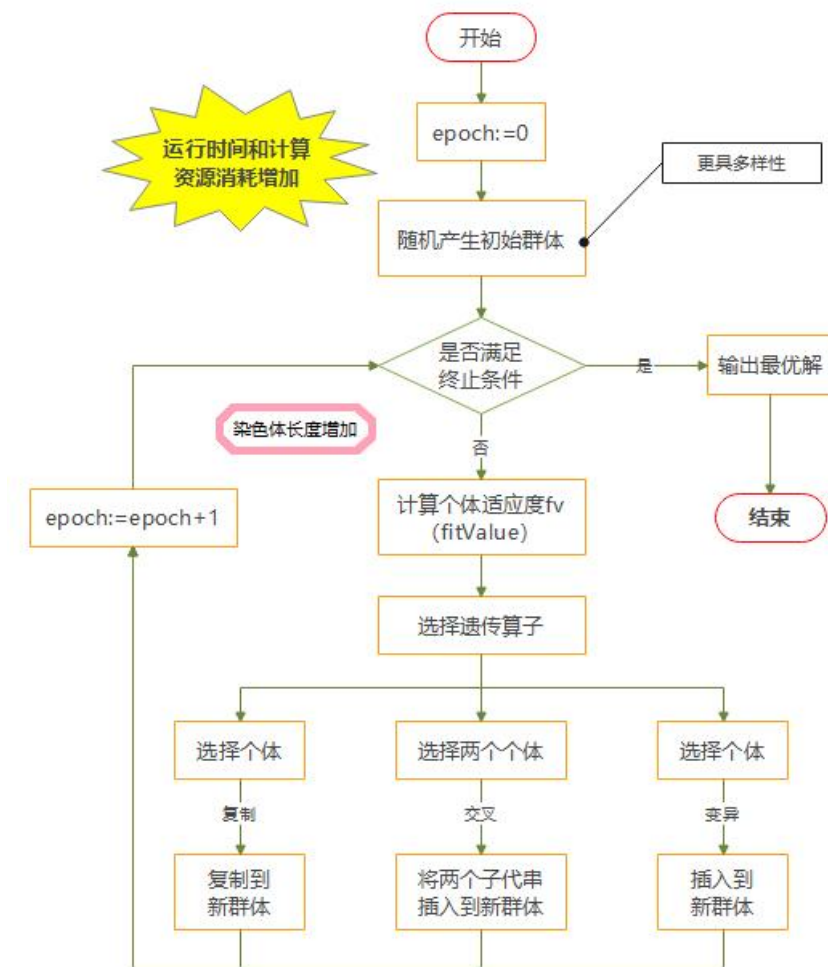 开始
epoch:=0
运行时间和计算
资源消耗增加
更具多样性
随机产生初始群体
是否满足
终止条件
是
输出最优解
染色体长度增加
否
epoch:=epoch+1
计算个体适应度fv
（fitValue）
结束
选择遗传算子
选择个体
选择两个个体
选择个体
复制
交叉
变异
复制到
新群体
将两个子代串
插入到新群体
插入到
新群体